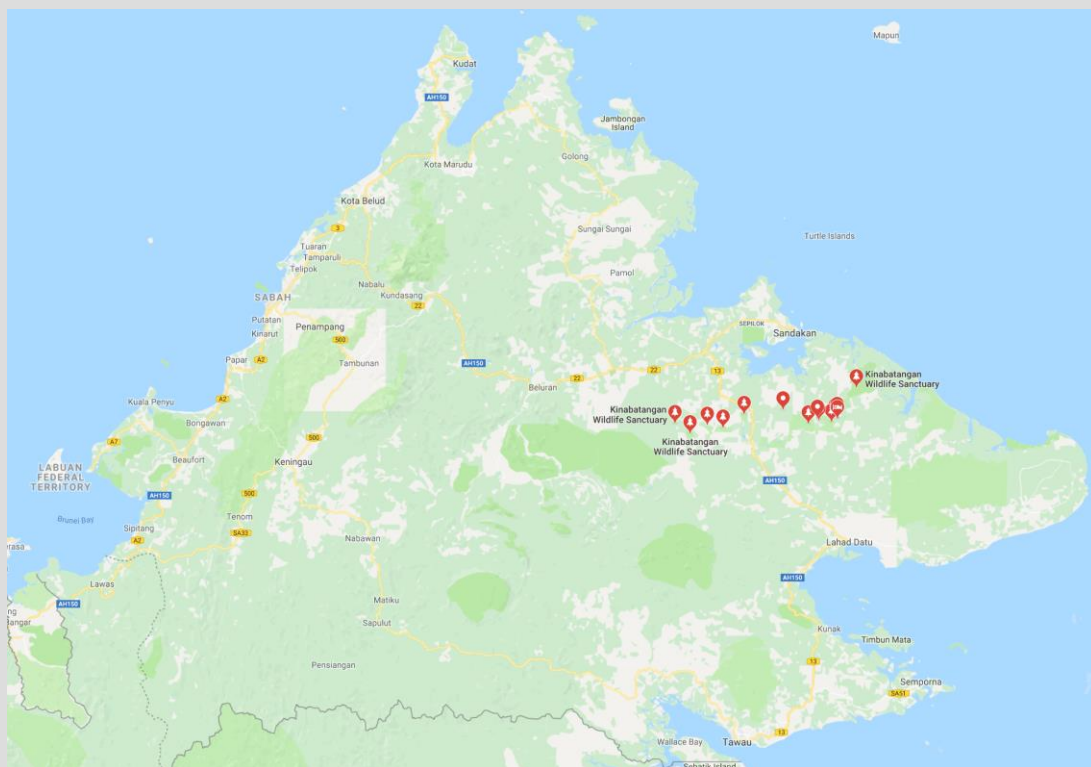 Mapun
Kudat
AH150
Jambongan
Island
Golong
Kota Marudu
Kota Belud
3
Sungai Sungai
Turtle Islands
Tuaran
Tamparuli
Telipok
Pamol
Nabalu
Kundasang
SABAH
22
Putatan
Kinarut
Penampang
500
SEPILOK
Sandakan
Papar
A2
Tambunan
AH150
22
13
22
Beluran
Kinabatangan
Wildlife Sanctuary
Kuala Penyu
A2
Kinabatangan
Wildlife Sanctuary
Bongawan
A7
500
Kinabatangan
Wildlife Sanctuary
Beaufort
Keningau
LABUAN
FEDERAL
TERRITORY
AH150
AH150
500
Brunei Bay
Sipitang
Tenom
A2
SA33
Nabawan
Lahad Datu
Lawas
AH150
AH150
Matiku
Sapulut
Kunak
Timbun Mata
Pensiangan
13
Semporna
SA51
13
Wallace Bay
Tawau
Sebatik Island